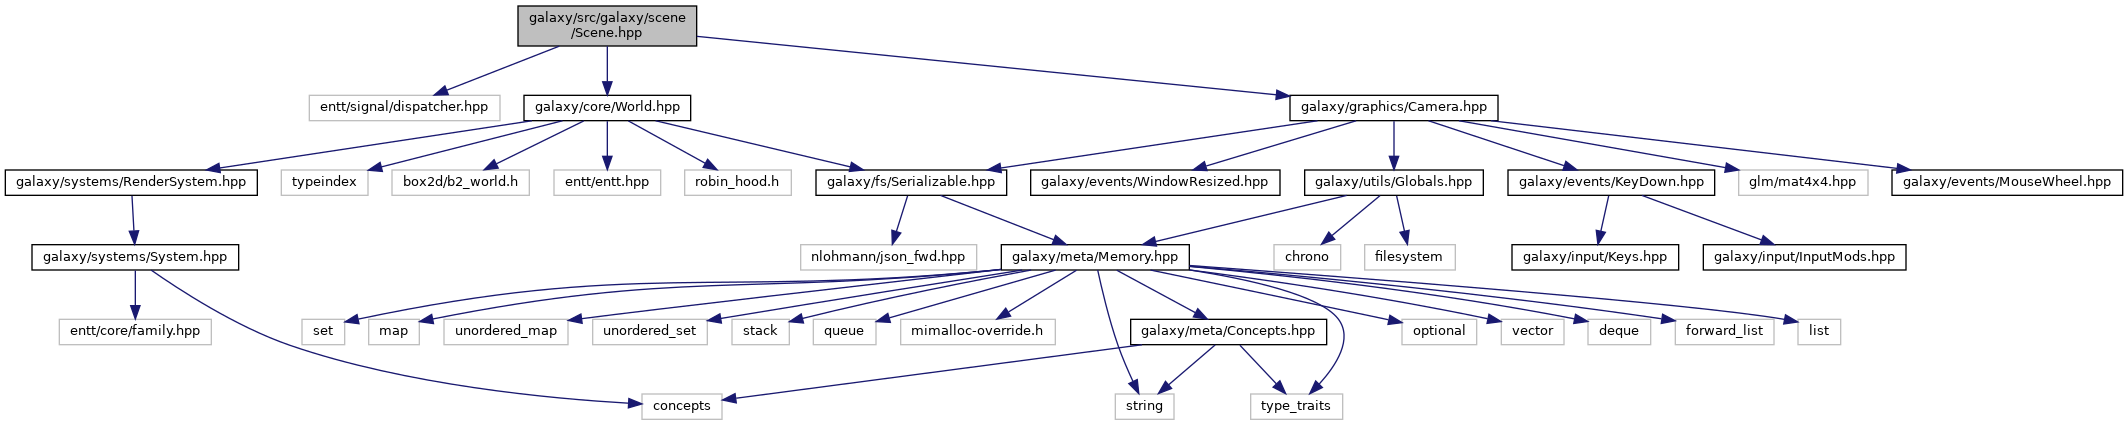 galaxy/src/galaxy/scene
/Scene.hpp
entt/signal/dispatcher.hpp
galaxy/core/World.hpp
galaxy/graphics/Camera.hpp
galaxy/systems/RenderSystem.hpp
typeindex
box2d/b2_world.h
entt/entt.hpp
robin_hood.h
galaxy/fs/Serializable.hpp
galaxy/events/WindowResized.hpp
galaxy/utils/Globals.hpp
galaxy/events/KeyDown.hpp
glm/mat4x4.hpp
galaxy/events/MouseWheel.hpp
galaxy/systems/System.hpp
nlohmann/json_fwd.hpp
galaxy/meta/Memory.hpp
chrono
filesystem
galaxy/input/Keys.hpp
galaxy/input/InputMods.hpp
entt/core/family.hpp
set
map
unordered_map
unordered_set
stack
queue
mimalloc-override.h
galaxy/meta/Concepts.hpp
optional
vector
deque
forward_list
list
concepts
string
type_traits